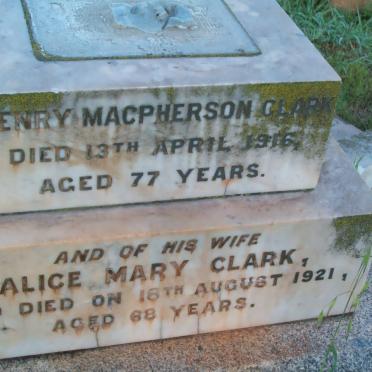 ENRY MACPHERSON CLARK
DIED 13TH APRIL 1916,
AGED 77 YEARS.
AND OF HIS WIFE
ALICE MARY CLARK,
DIED ON 18TH AUGUST 1921,
AGED 68 YEARS.